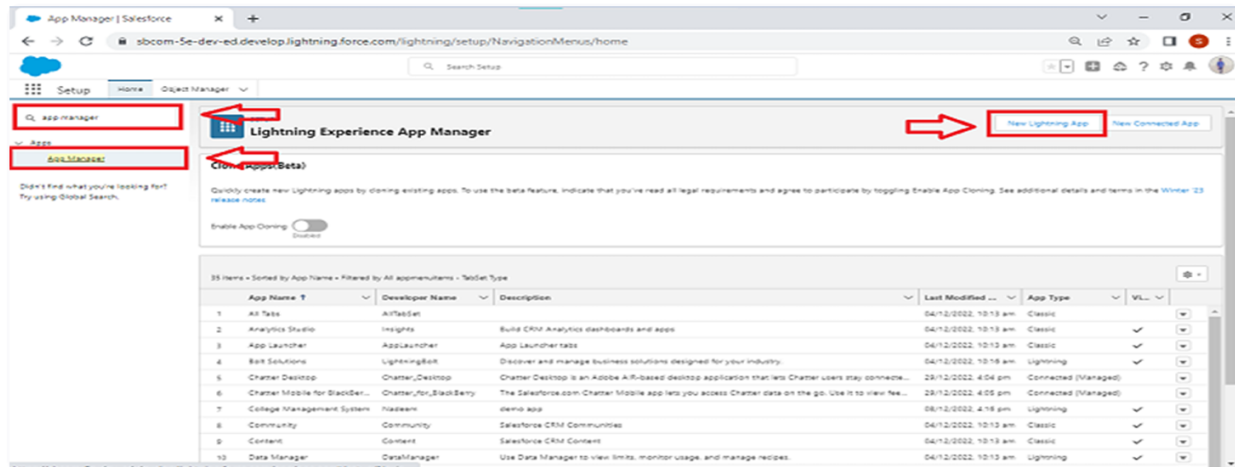 App Manager | Salesforce
sbcom-5e-dev-ed.develop.lightning.force.com/lightning/setup/NavigationMenus/home
S
Search Setup
Setup
Home
Object Manager
app manager
Apps
App Manager
Didn't find what you're looking for?
Try using Global Search.
SETUP
Lightning Experience App Manager
New Lightning App
New Connected App
Clone Apps(Beta)
Quickly create new Lightning apps by cloning existing apps. To use the beta feature, indicate that you've read all legal requirements and agree to participate by toggling Enable App Cloning. See additional details and terms in the Winter '23
release notes.
Enable App Cloning
Disabled
35 items • Sorted by App Name • Filtered by All appmenuitems - TabSet Type
App Name Developer Name Description Last Modified ... App Type Vi...
1 All Tabs AllTabSet 04/12/2022, 10:13 am Classic
2 Analytics Studio Insights Build CRM Analytics dashboards and apps 04/12/2022, 10:13 am Classic
3 App Launcher AppLauncher App Launcher tabs 04/12/2022, 10:13 am Classic
4 Bolt Solutions LightningBolt Discover and manage business solutions designed for your industry. 04/12/2022, 10:16 am Lightning
5 Chatter Desktop Chatter_Desktop Chatter Desktop is an Adobe AIR-based desktop application that lets Chatter users stay connecte... 29/12/2022, 4:04 pm Connected (Managed)
6 Chatter Mobile for BlackBer... Chatter_for_BlackBerry The Salesforce.com Chatter Mobile app lets you access Chatter data on the go. Use it to view fee... 29/12/2022, 4:05 pm Connected (Managed)
7 College Management System Nadeem demo app 08/12/2022, 4:18 pm Lightning
8 Community Community Salesforce CRM Communities 04/12/2022, 10:13 am Classic
9 Content Content Salesforce CRM Content 04/12/2022, 10:13 am Classic
10 Data Manager DataManager Use Data Manager to view limits, monitor usage, and manage recipes. 04/12/2022, 10:13 am Lightning